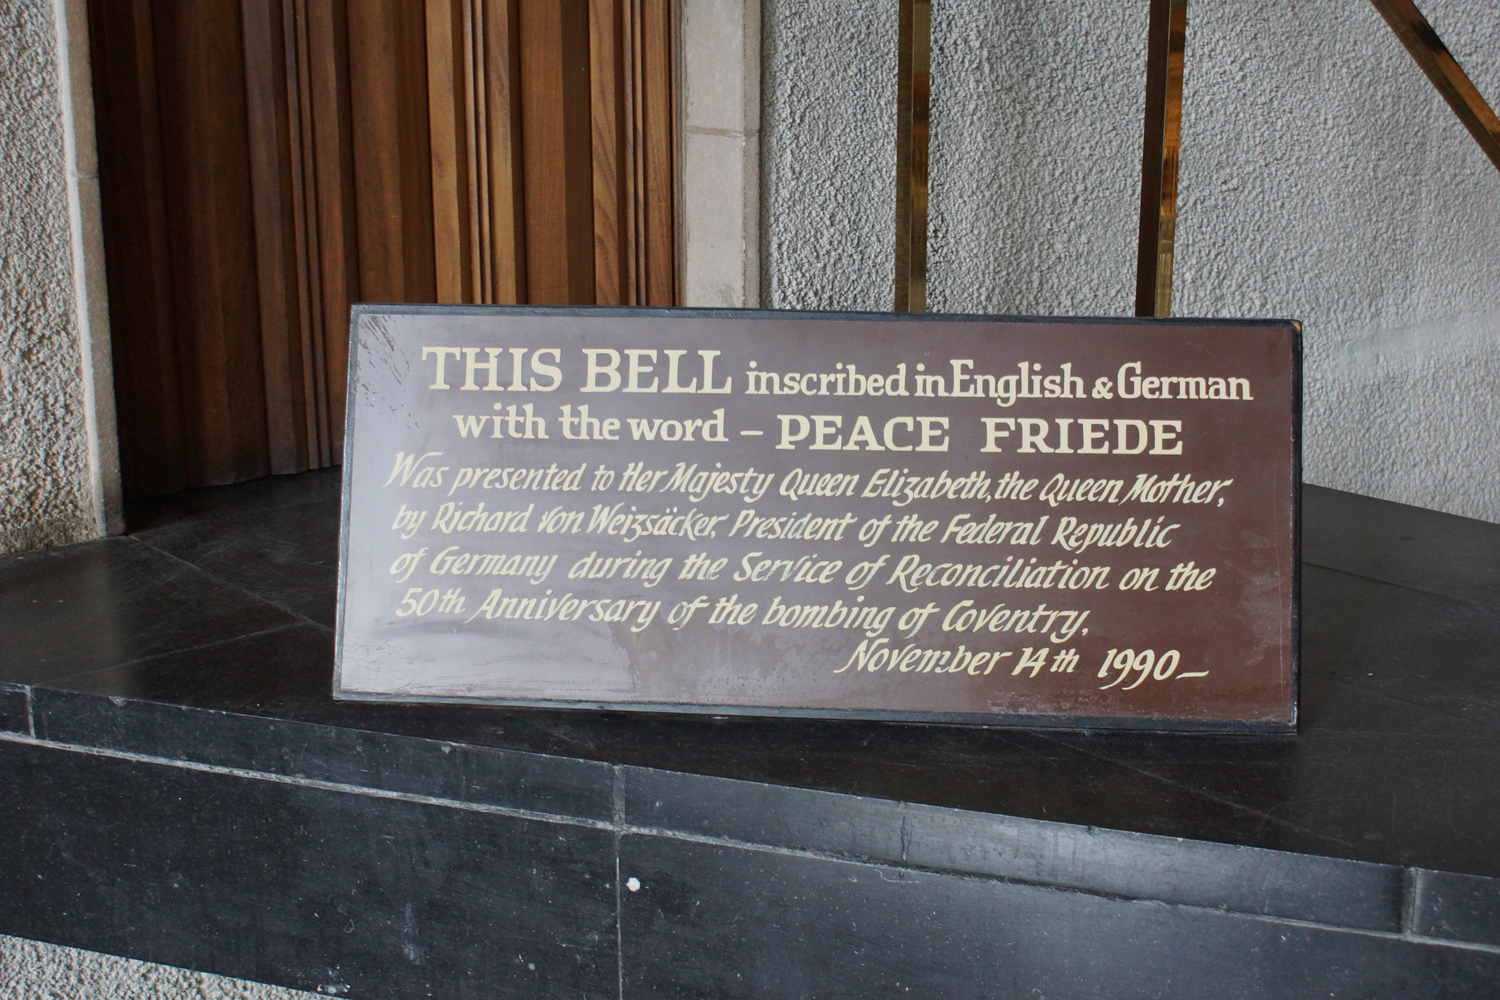 THIS BELL inscribed in English & German
with the word – PEACE FRIEDE
Was presented to Her Majesty Queen Elizabeth, the Queen Mother,
by Richard von Weizsäcker, President of the Federal Republic
of Germany during the Service of Reconciliation on the
50th Anniversary of the bombing of Coventry,
November 14th 1990 –